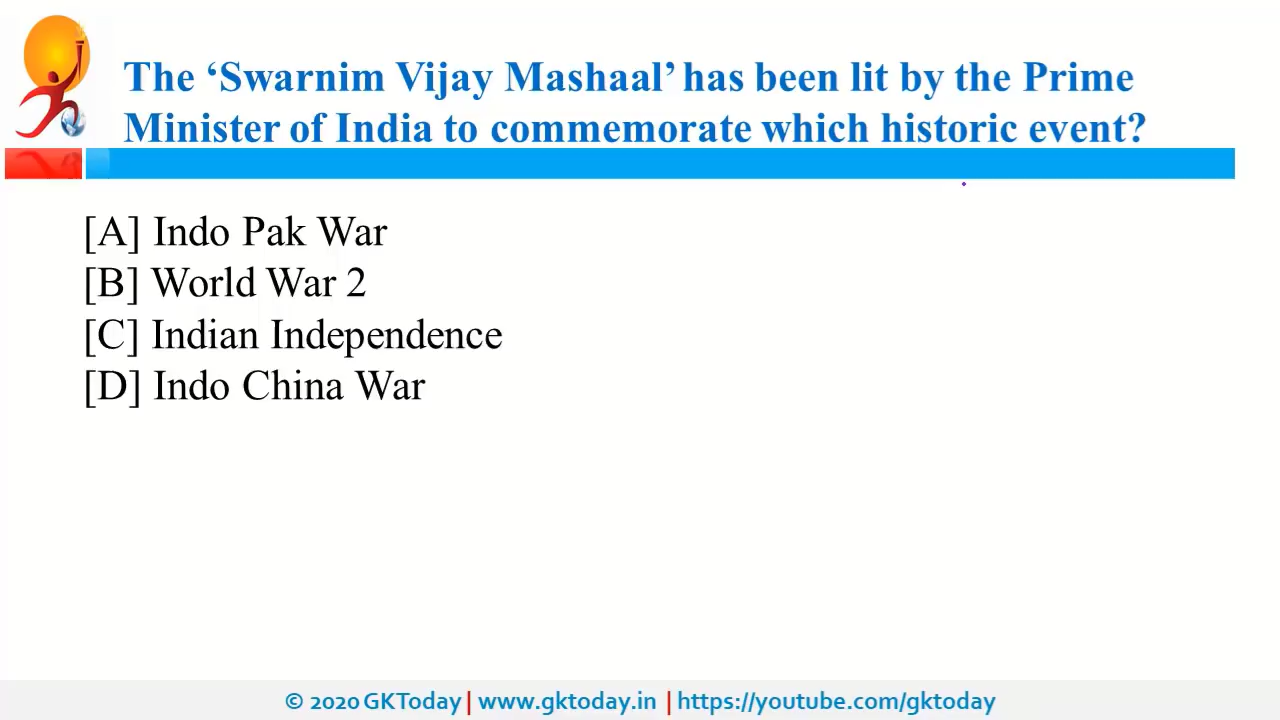 The ‘Swarnim Vijay Mashaal’ has been lit by the Prime
Minister of India to commemorate which historic event?
[A] Indo Pak War
[B] World War 2
[C] Indian Independence
[D] Indo China War
© 2020 GKToday | www.gktoday.in | https://youtube.com/gktoday